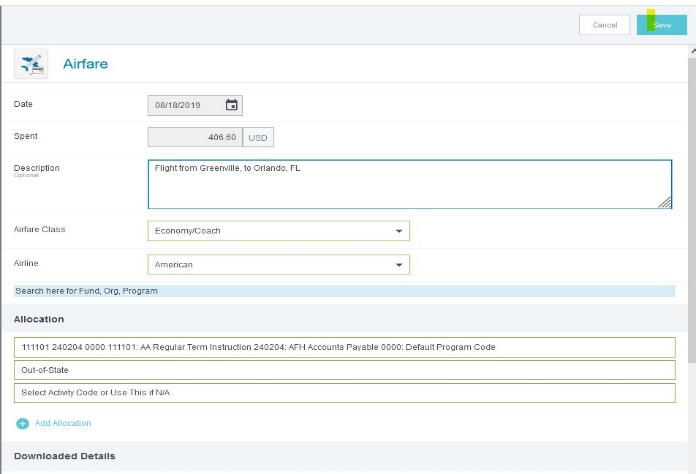 Cancel
Save
Airfare
Date
08/18/2019
Spent
406.60 USD
Description
Optional
Flight from Greenville, to Orlando, FL
Airfare Class
Economy/Coach
Airline
American
Search here for Fund, Org, Program
Allocation
111101 240204 0000 111101: AA Regular Term Instruction 240204: AFH Accounts Payable 0000: Default Program Code
Out-of-State
Select Activity Code or Use This if N/A
Add Allocation
Downloaded Details